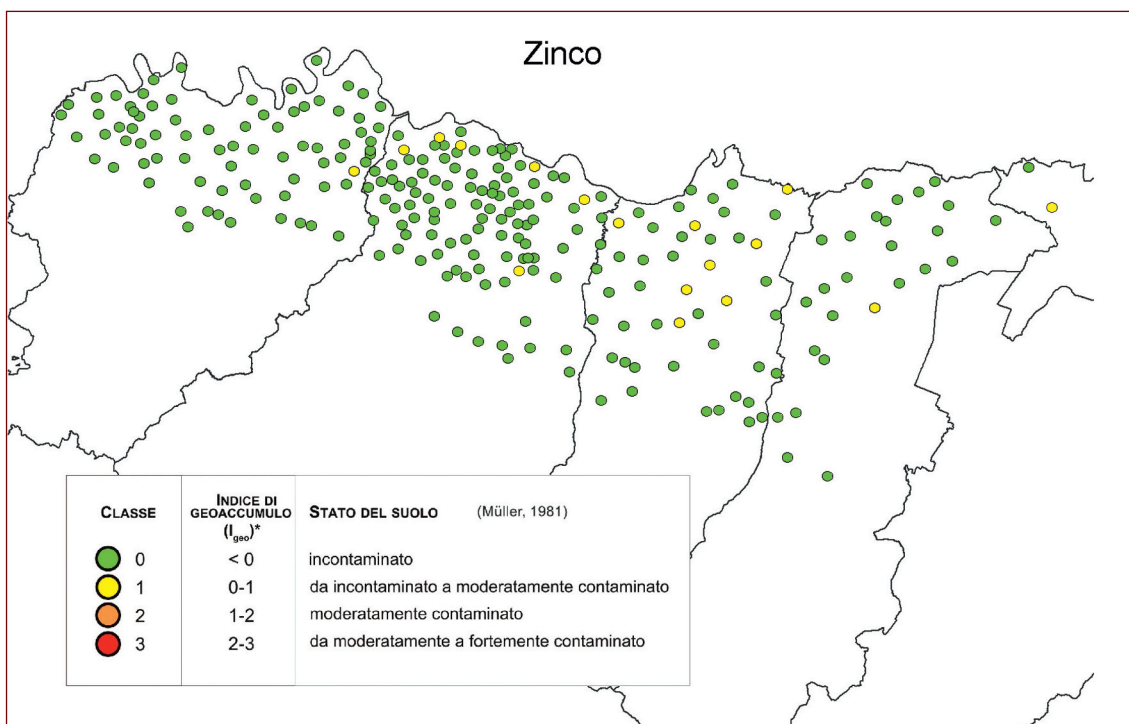 Zinco
CLASSE
INDICE DI
GEOACCUMULO
(Igeo)*
STATO DEL SUOLO (Müller, 1981)
0 < 0 incontaminato
1 0-1 da incontaminato a moderatamente contaminato
2 1-2 moderatamente contaminato
3 2-3 da moderatamente a fortemente contaminato